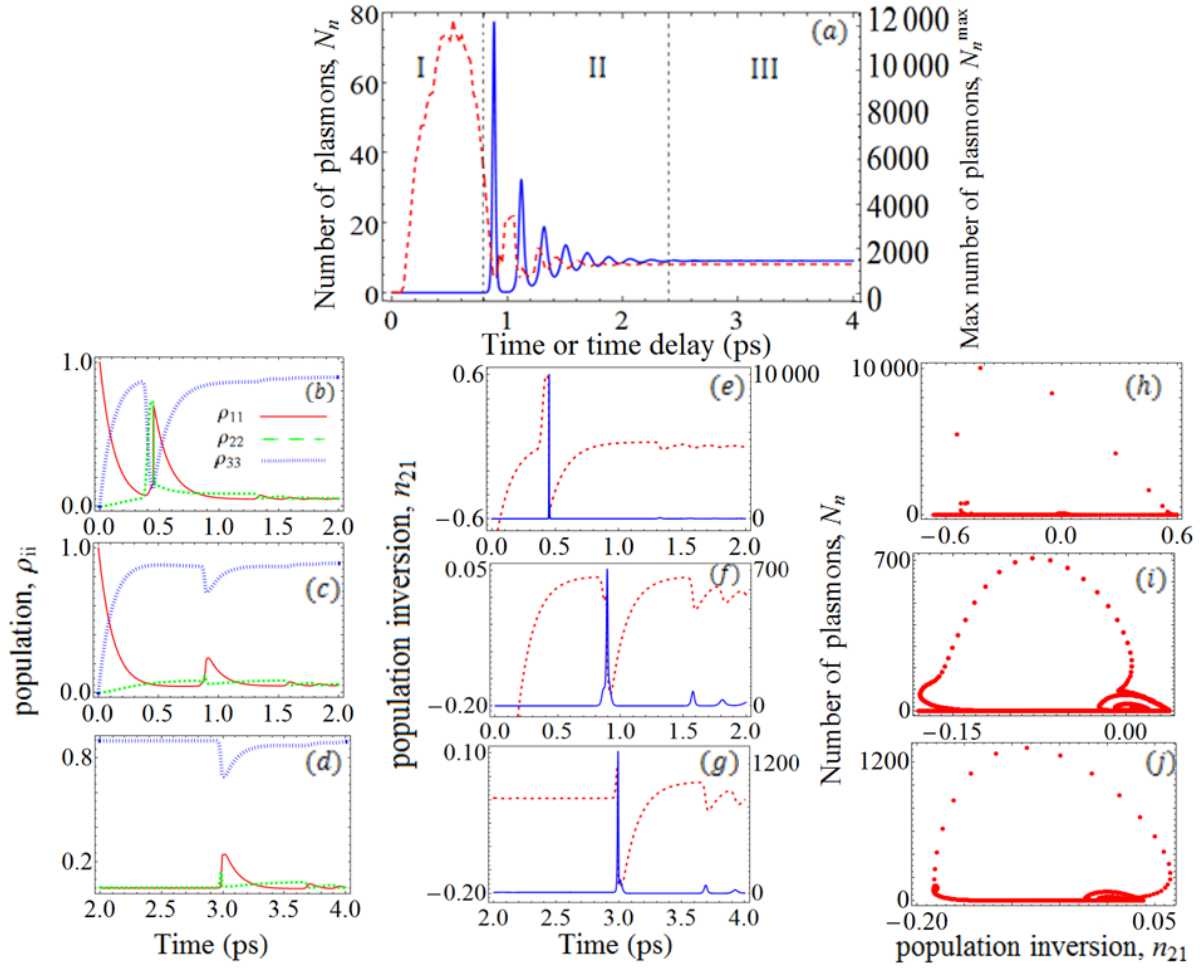 80
60
40
20
0
Number of plasmons, Nₙ
I
II
III
(a)
12 000
10 000
8000
6000
4000
2000
0
Max number of plasmons, Nₙᵐᵃˣ
0 1 2 3 4
Time or time delay (ps)
population, ρᵢᵢ
1.0
0.0
(b)
ρ₁₁
ρ₂₂
ρ₃₃
0.0 0.5 1.0 1.5 2.0
1.0
0.0
(c)
0.0 0.5 1.0 1.5 2.0
0.8
0.2
(d)
2.0 2.5 3.0 3.5 4.0
Time (ps)
population inversion, n₂₁
0.6
−0.6
(e)
10 000
0
0.0 0.5 1.0 1.5 2.0
0.05
−0.20
(f)
700
0
0.0 0.5 1.0 1.5 2.0
0.10
−0.20
(g)
1200
0
2.0 2.5 3.0 3.5 4.0
Time (ps)
Number of plasmons, Nₙ
10 000
0
(h)
−0.6 0.0 0.6
700
0
(i)
−0.15 0.00
1200
0
(j)
−0.20 0.05
population inversion, n₂₁